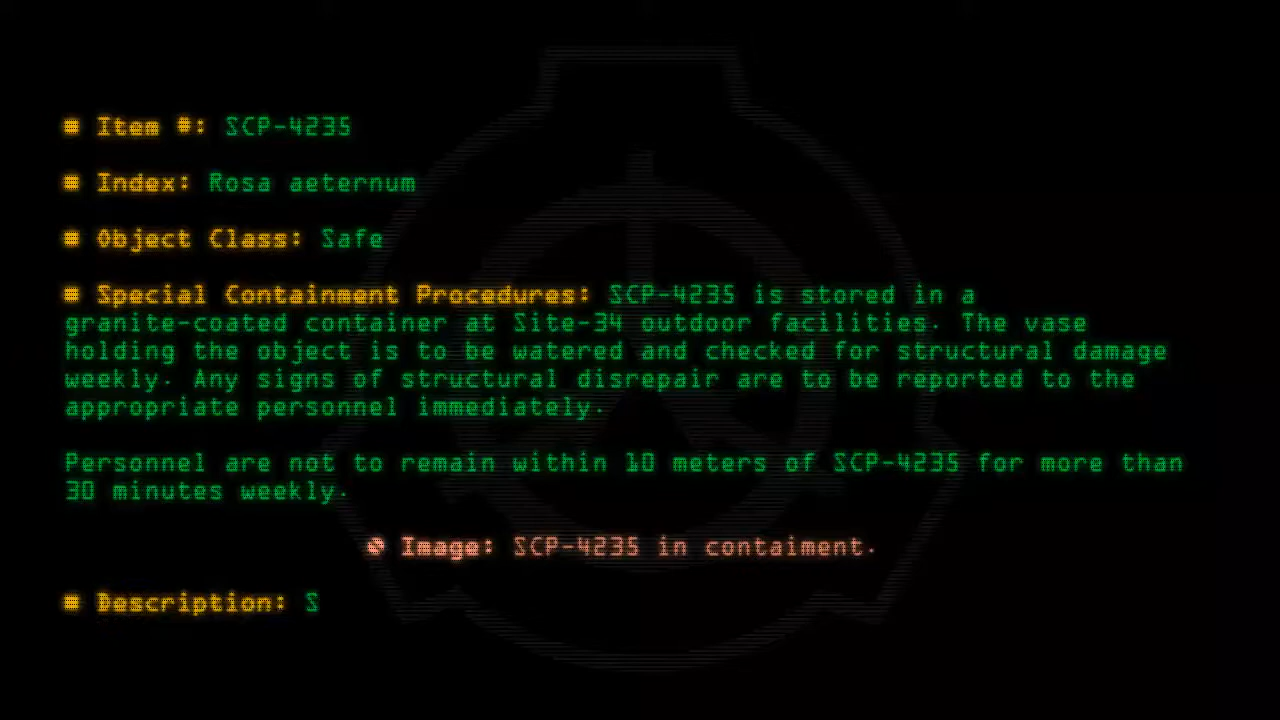 Item #: SCP-4235
Index: Rosa aeternum
Object Class: Safe
Special Containment Procedures: SCP-4235 is stored in a
granite-coated container at Site-34 outdoor facilities. The vase
holding the object is to be watered and checked for structural damage
weekly. Any signs of structural disrepair are to be reported to the
appropriate personnel immediately.
Personnel are not to remain within 10 meters of SCP-4235 for more than
30 minutes weekly.
Image: SCP-4235 in contaiment.
Description: S